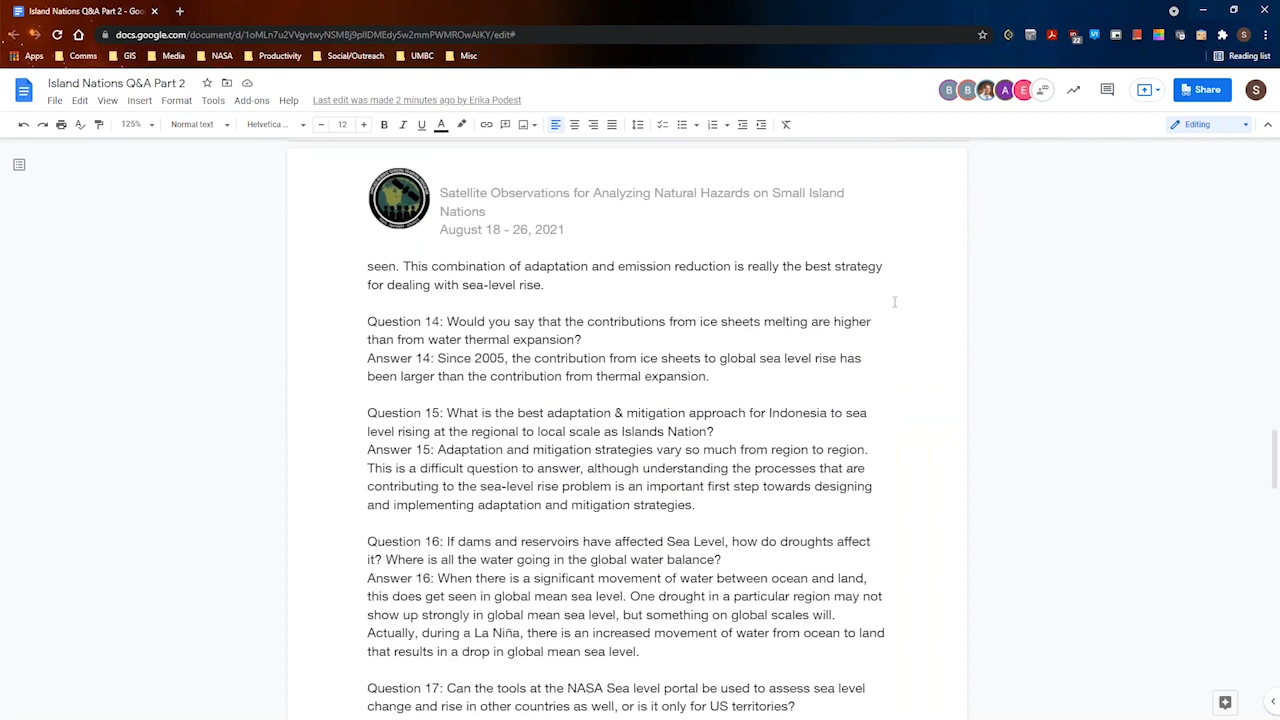 Island Nations Q&A Part 2 - Goo
docs.google.com/document/d/1oMLn7u2VVgvtwyNSMBj9plIDMEdy5w2mmPWMROwAIKY/edit#
22
S
Apps Comms GIS Media NASA Productivity Social/Outreach UMBC Misc Reading list
Island Nations Q&A Part 2
B B A E Share S
File Edit View Insert Format Tools Add-ons Help Last edit was made 2 minutes ago by Erika Podest
125% Normal text Helvetica ... 12 B I U A Editing
Satellite Observations for Analyzing Natural Hazards on Small Island
Nations
August 18 - 26, 2021
seen. This combination of adaptation and emission reduction is really the best strategy
for dealing with sea-level rise.
Question 14: Would you say that the contributions from ice sheets melting are higher
than from water thermal expansion?
Answer 14: Since 2005, the contribution from ice sheets to global sea level rise has
been larger than the contribution from thermal expansion.
Question 15: What is the best adaptation & mitigation approach for Indonesia to sea
level rising at the regional to local scale as Islands Nation?
Answer 15: Adaptation and mitigation strategies vary so much from region to region.
This is a difficult question to answer, although understanding the processes that are
contributing to the sea-level rise problem is an important first step towards designing
and implementing adaptation and mitigation strategies.
Question 16: If dams and reservoirs have affected Sea Level, how do droughts affect
it? Where is all the water going in the global water balance?
Answer 16: When there is a significant movement of water between ocean and land,
this does get seen in global mean sea level. One drought in a particular region may not
show up strongly in global mean sea level, but something on global scales will.
Actually, during a La Niña, there is an increased movement of water from ocean to land
that results in a drop in global mean sea level.
Question 17: Can the tools at the NASA Sea level portal be used to assess sea level
change and rise in other countries as well, or is it only for US territories?